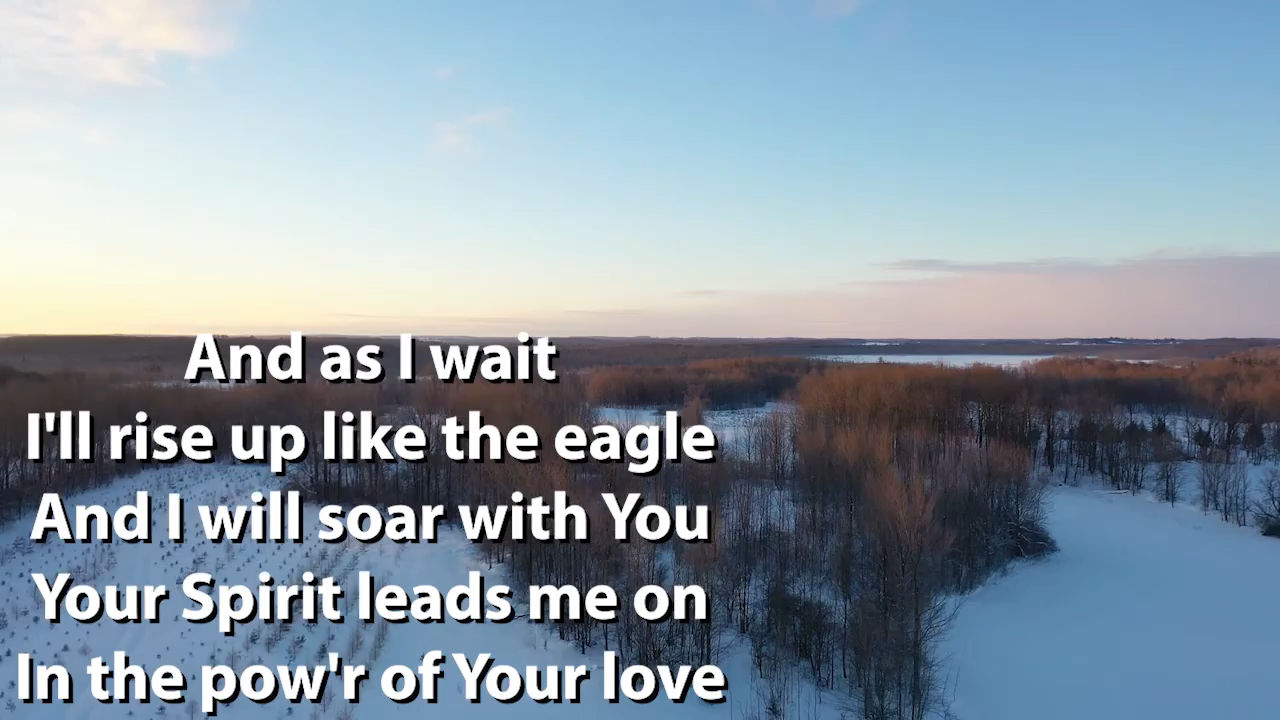 And as I wait
I'll rise up like the eagle
And I will soar with You
Your Spirit leads me on
In the pow'r of Your love